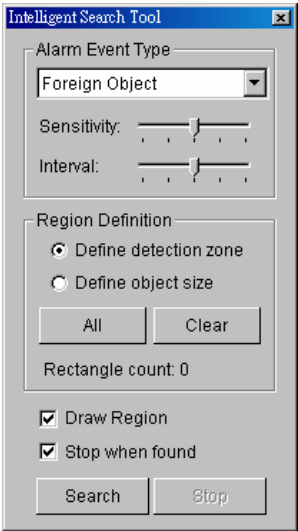 Intelligent Search Tool
Alarm Event Type
Foreign Object
Sensitivity:
Interval:
Region Definition
Define detection zone
Define object size
All Clear
Rectangle count: 0
Draw Region
Stop when found
Search Stop